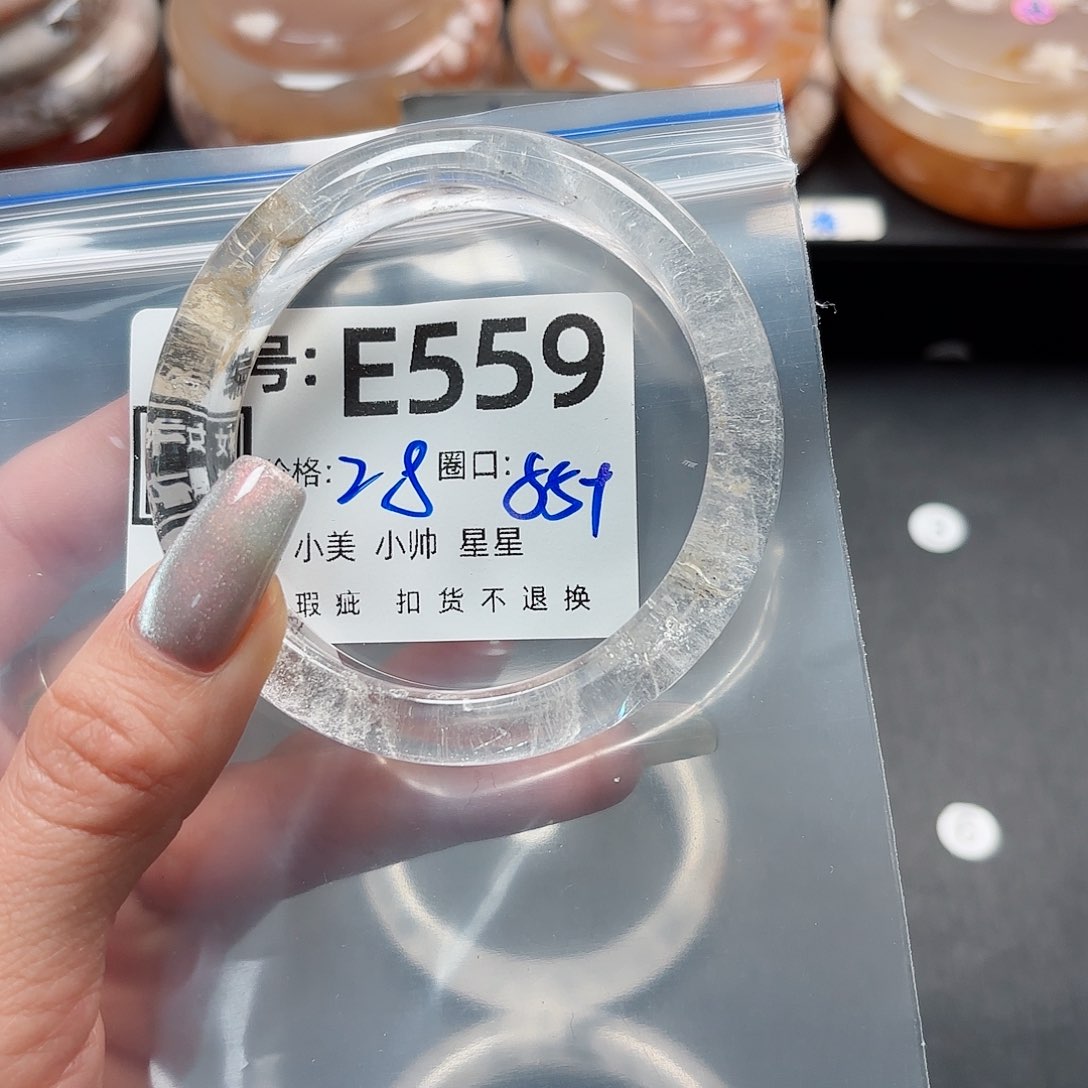 编号: E559
价格: 28 圈口:
小美 小帅 星星
瑕疵 扣货不退换